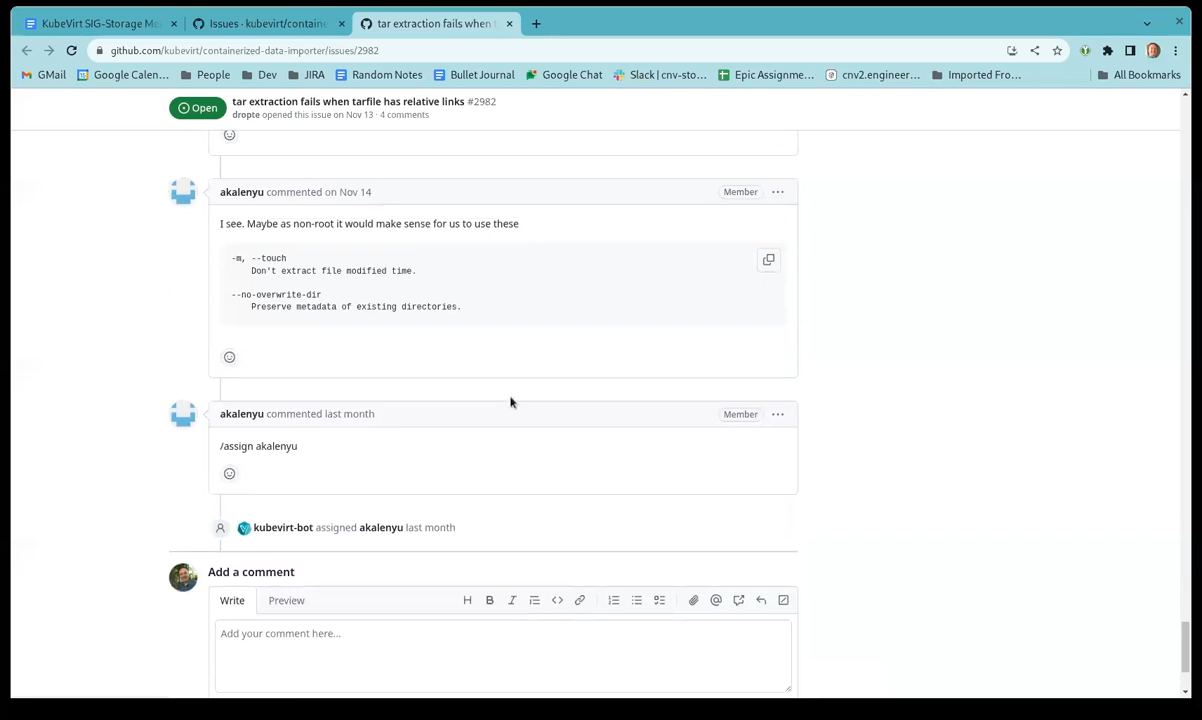 KubeVirt SIG-Storage Me
Issues · kubevirt/containe
tar extraction fails when t
github.com/kubevirt/containerized-data-importer/issues/2982
GMail
Google Calen...
People
Dev
JIRA
Random Notes
Bullet Journal
Google Chat
Slack | cnv-sto...
Epic Assignme...
cnv2.engineer...
Imported Fro...
All Bookmarks
Open
tar extraction fails when tarfile has relative links #2982
dropte opened this issue on Nov 13 · 4 comments
akalenyu commented on Nov 14
Member
I see. Maybe as non-root it would make sense for us to use these
-m, --touch
Don't extract file modified time.
--no-overwrite-dir
Preserve metadata of existing directories.
akalenyu commented last month
Member
/assign akalenyu
kubevirt-bot assigned akalenyu last month
Add a comment
Write
Preview
Add your comment here...